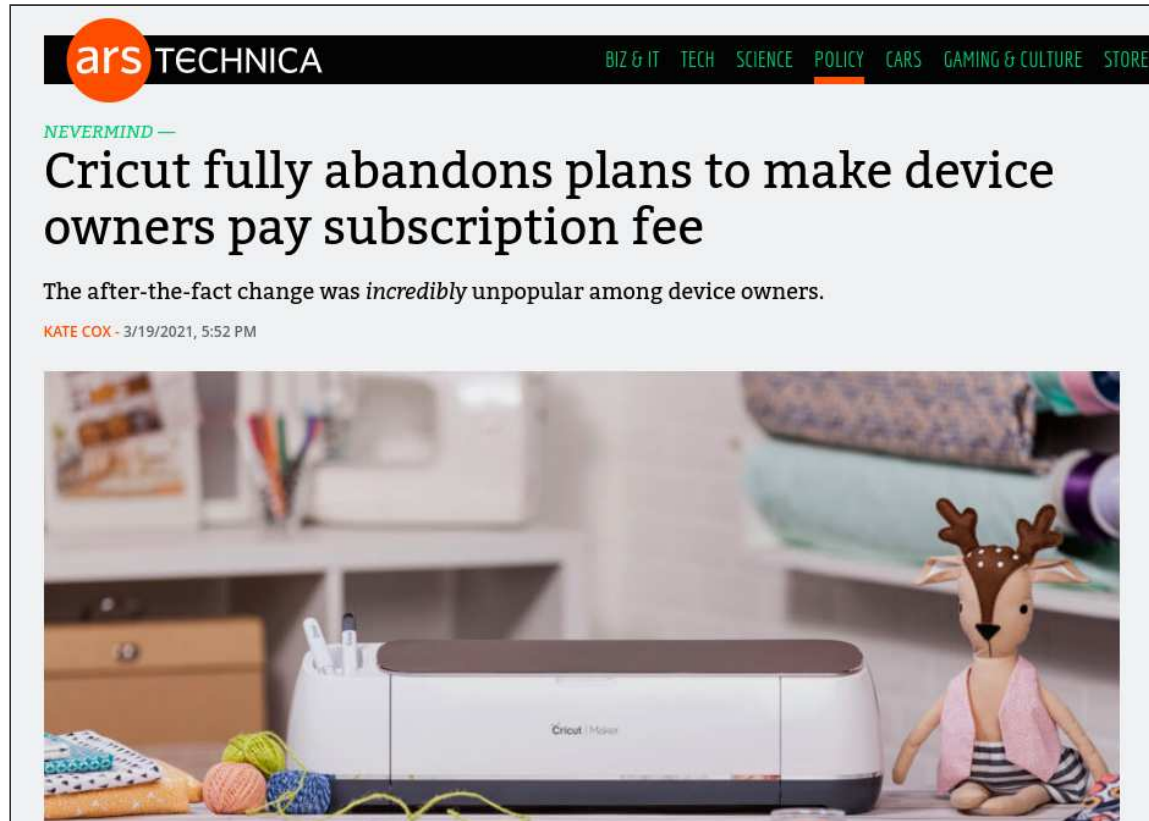 ars TECHNICA
BIZ & IT TECH SCIENCE POLICY CARS GAMING & CULTURE STORE
NEVERMIND —
Cricut fully abandons plans to make device
owners pay subscription fee
The after-the-fact change was incredibly unpopular among device owners.
KATE COX - 3/19/2021, 5:52 PM
Cricut | Maker